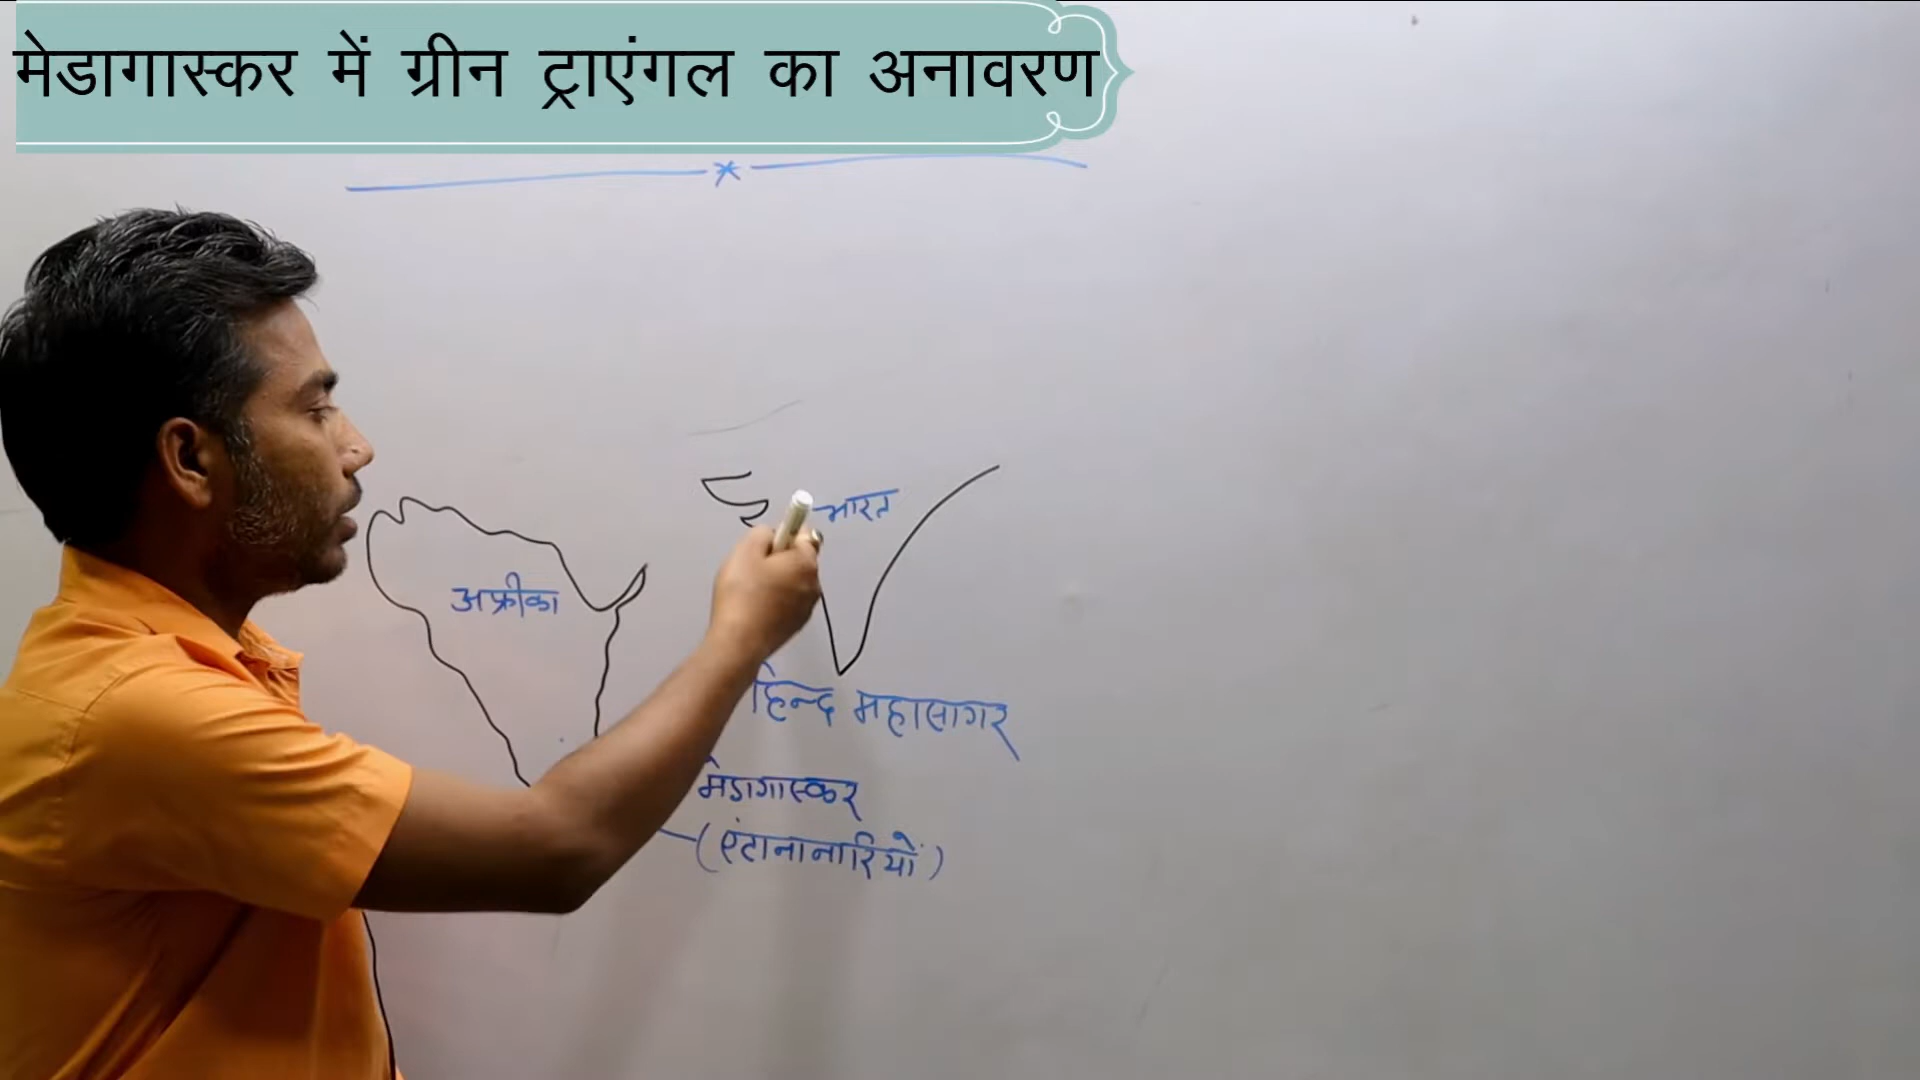 मेडागास्कर में ग्रीन ट्राएंगल का अनावरण
भारत
अफ्रीका
हिन्द महासागर
मेडागास्कर
(एंटानानारियों)